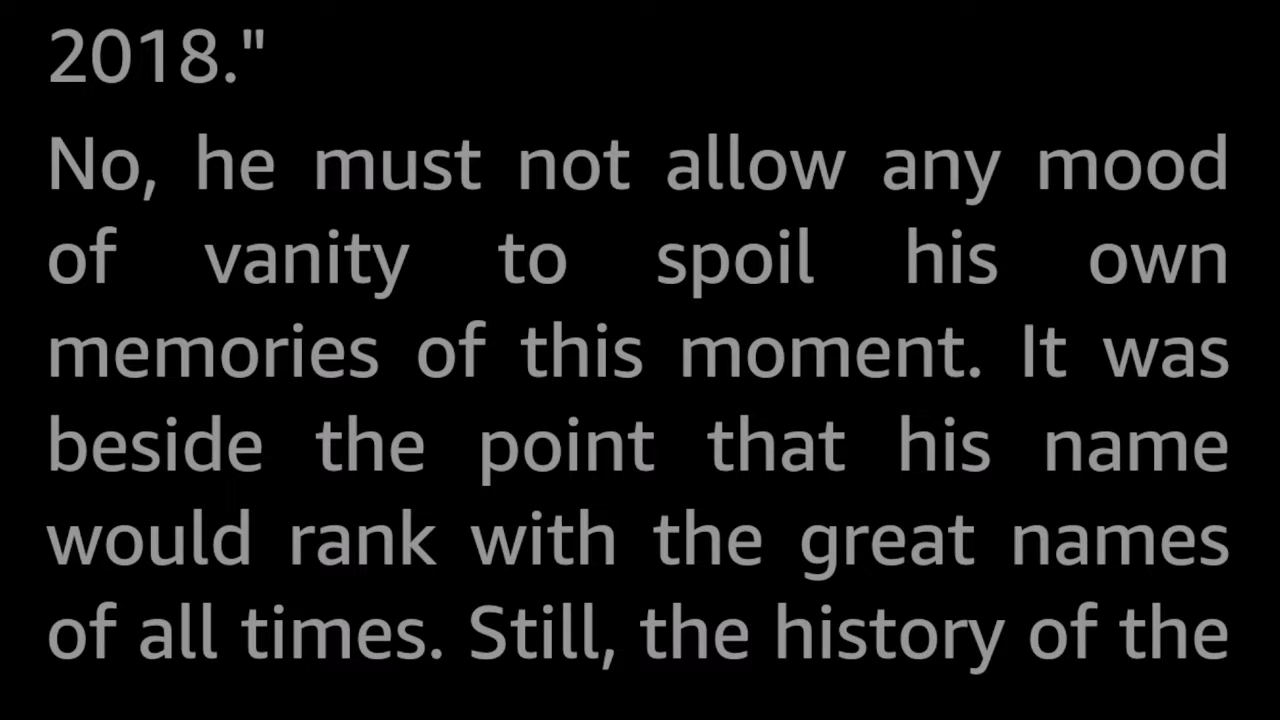 2018."
No, he must not allow any mood
of vanity to spoil his own
memories of this moment. It was
beside the point that his name
would rank with the great names
of all times. Still, the history of the